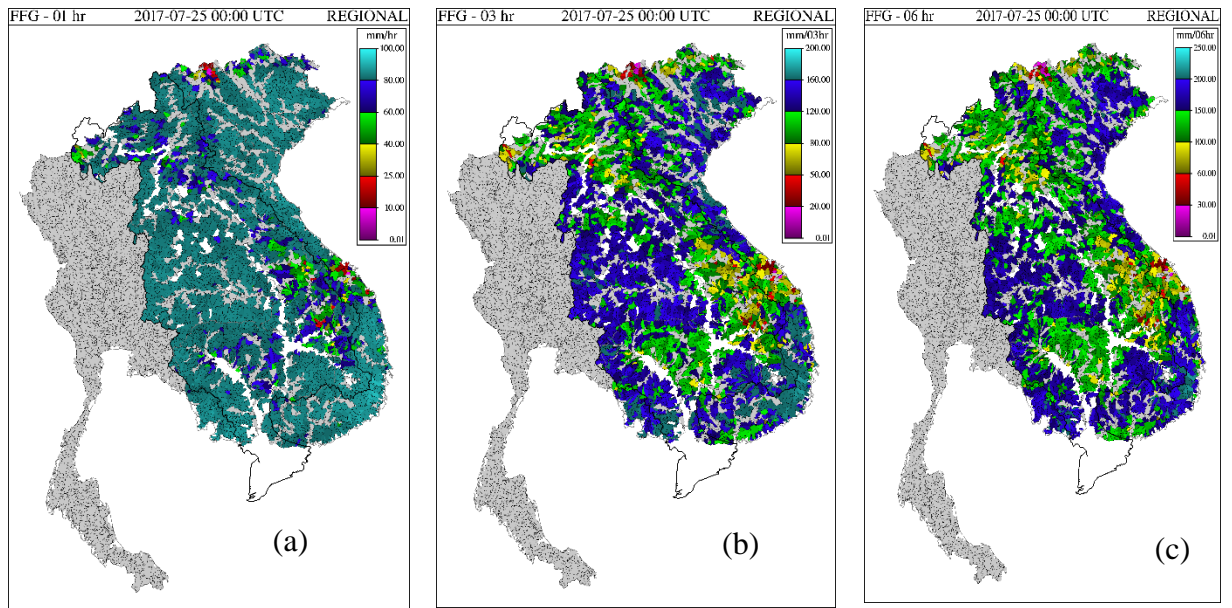 FFG - 01 hr 2017-07-25 00:00 UTC REGIONAL
mm/hr
100.00
80.00
60.00
40.00
25.00
10.00
0.01
(a)
FFG - 03 hr 2017-07-25 00:00 UTC REGIONAL
mm/03hr
200.00
160.00
120.00
80.00
50.00
20.00
0.01
(b)
FFG - 06 hr 2017-07-25 00:00 UTC REGIONAL
mm/06hr
250.00
200.00
150.00
100.00
60.00
30.00
0.01
(c)